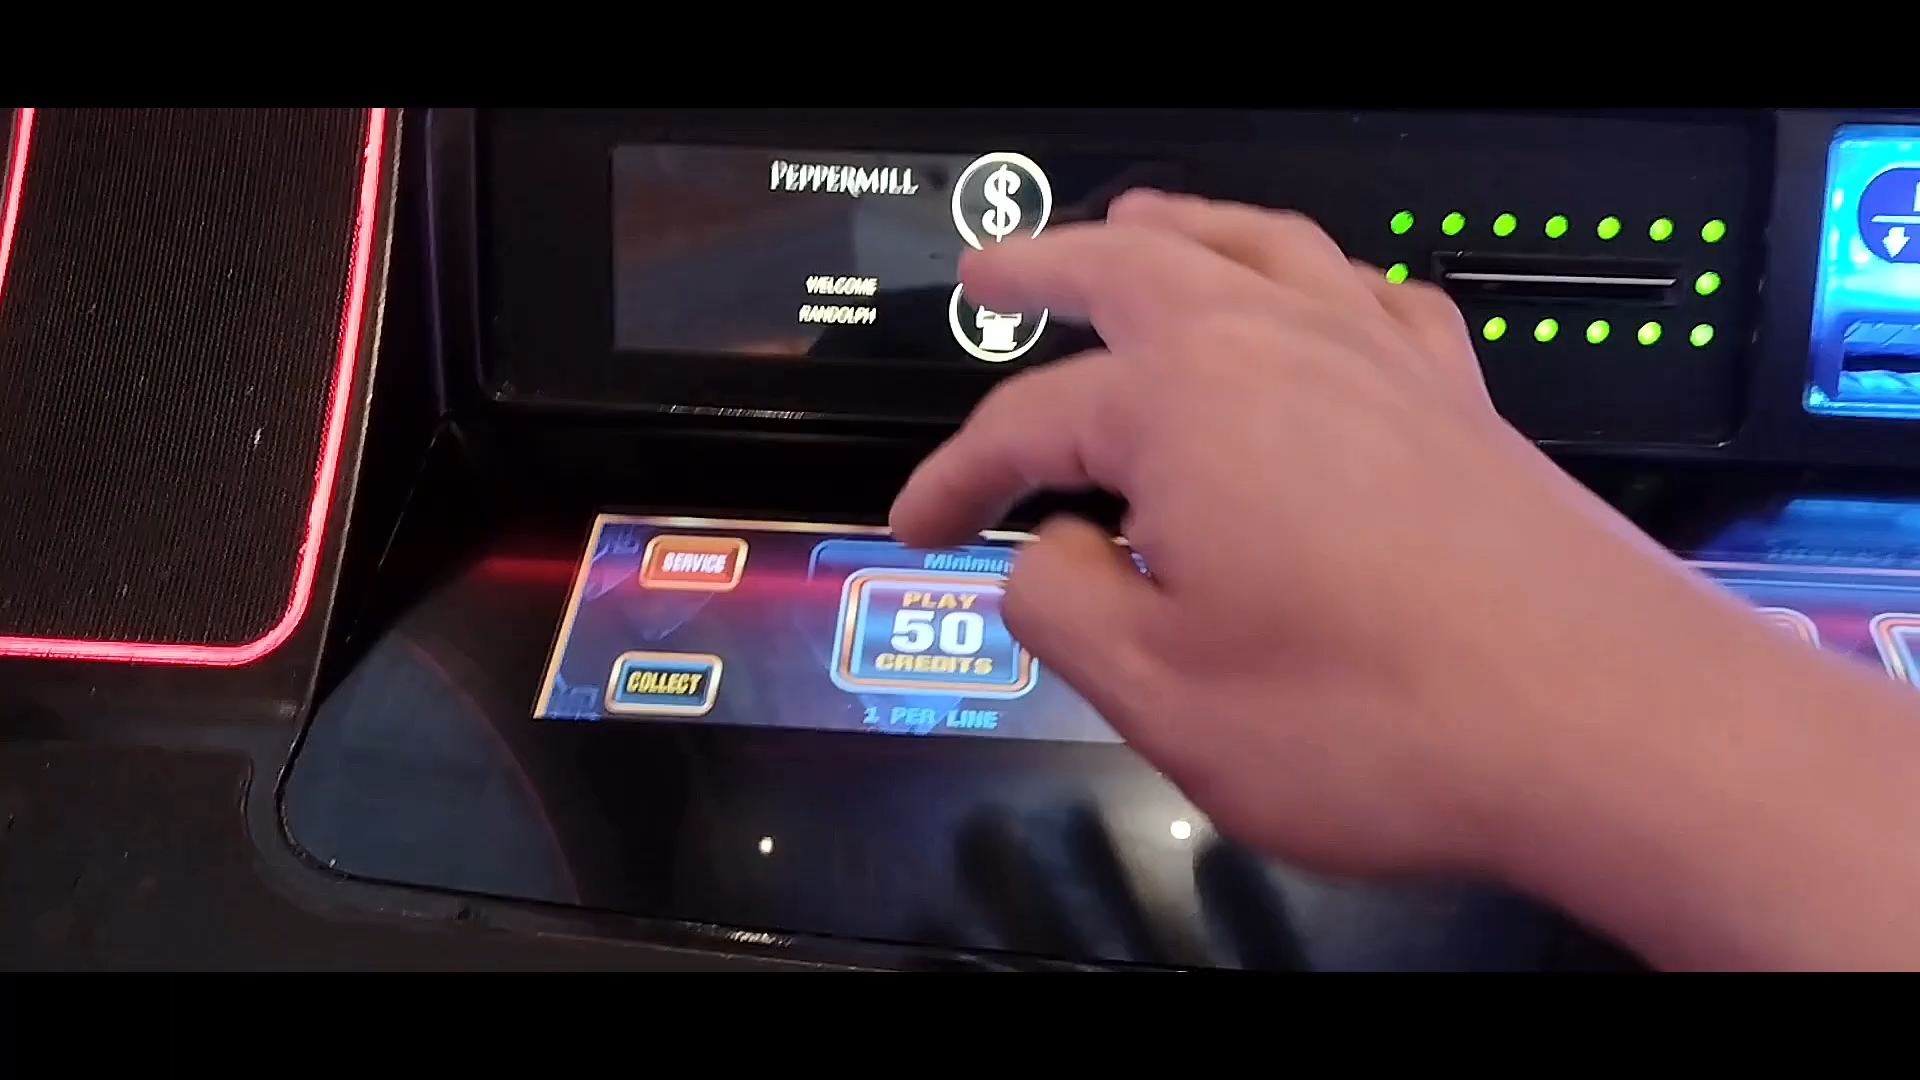 PEPPERMILL
$
WELCOME
RANDOLPH
SERVICE
PLAY
50
CREDITS
COLLECT
1 PER LINE